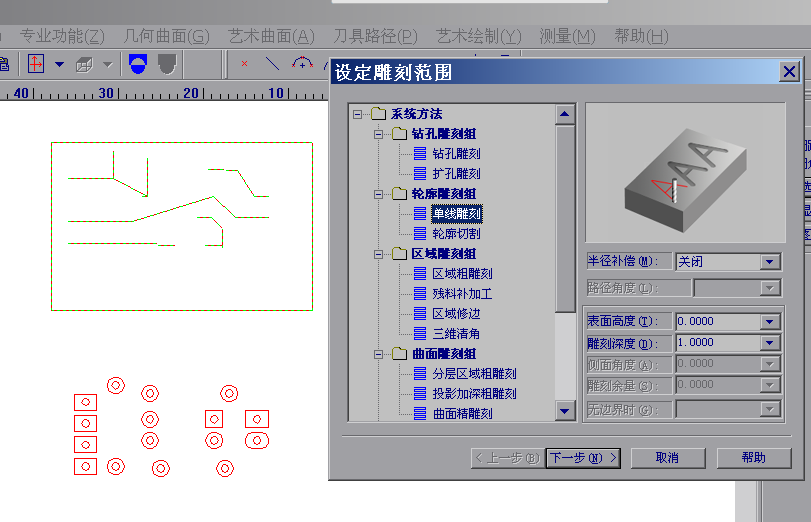 专业功能(Z) 几何曲面(G) 艺术曲面(A) 刀具路径(P) 艺术绘制(Y) 测量(M) 帮助(H)
40 30 20 10
设定雕刻范围
系统方法
钻孔雕刻组
钻孔雕刻
扩孔雕刻
轮廓雕刻组
单线雕刻
轮廓切割
区域雕刻组
区域粗雕刻
残料补加工
区域修边
三维清角
曲面雕刻组
分层区域粗雕刻
投影加深粗雕刻
曲面精雕刻
AAA
半径补偿(M): 关闭
路径角度(L):
表面高度(T): 0.0000
雕刻深度(D): 1.0000
侧面角度(A): 0.0000
雕刻余量(S): 0.0000
无边界时(G):
< 上一步(B) 下一步(N) > 取消 帮助